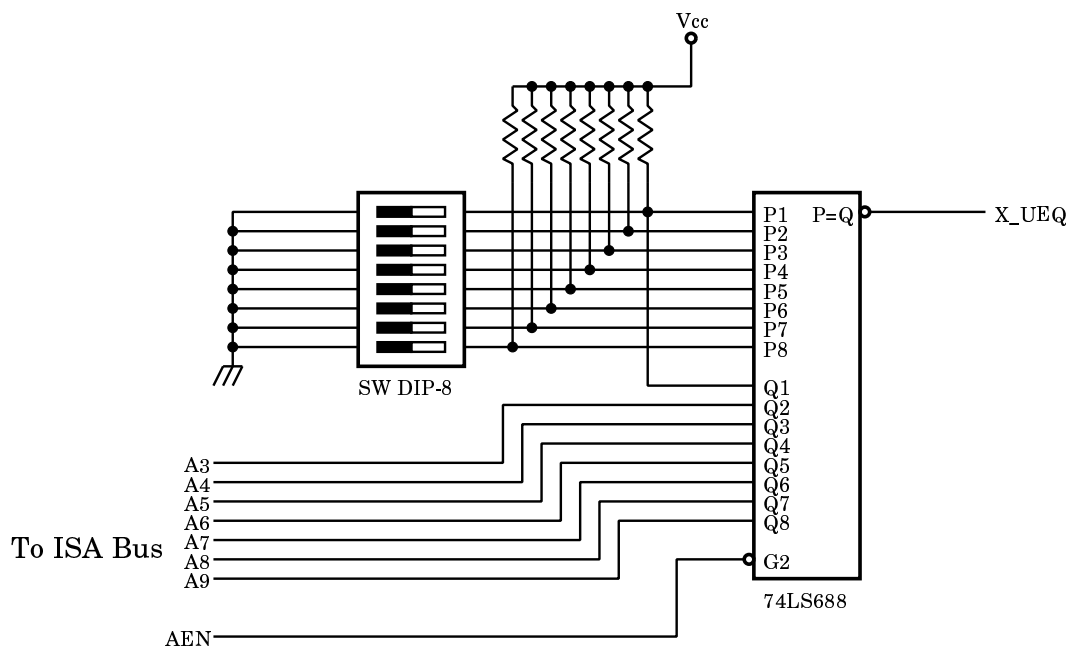 Vcc
P1
P=Q
X_UEQ
P2
P3
P4
P5
P6
P7
P8
SW DIP-8
Q1
Q2
Q3
Q4
Q5
Q6
Q7
Q8
A3
A4
A5
A6
A7
A8
A9
To ISA Bus
G2
74LS688
AEN